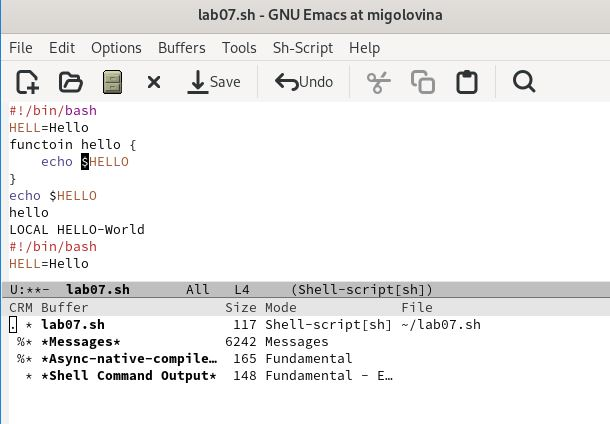 lab07.sh - GNU Emacs at migolovina
File Edit Options Buffers Tools Sh-Script Help
Save Undo
#!/bin/bash
HELL=Hello
functoin hello {
    echo $HELLO
}
echo $HELLO
hello
LOCAL HELLO-World
#!/bin/bash
HELL=Hello
U:**- lab07.sh All L4 (Shell-script[sh])
CRM Buffer Size Mode File
. * lab07.sh 117 Shell-script[sh] ~/lab07.sh
%* *Messages* 6242 Messages
%* *Async-native-compile… 165 Fundamental
* *Shell Command Output* 148 Fundamental - E…